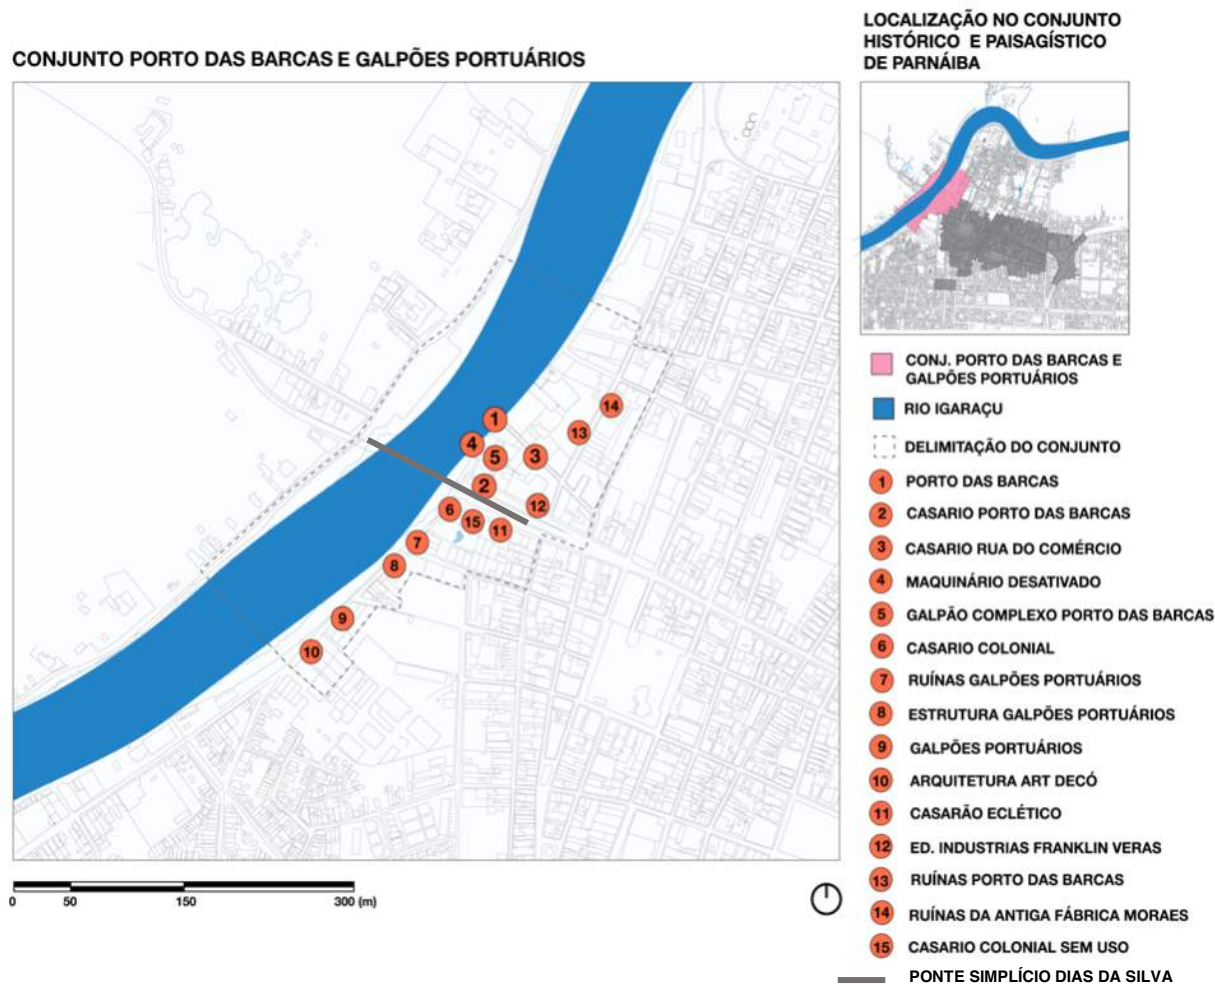 CONJUNTO PORTO DAS BARCAS E GALPÕES PORTUÁRIOS
LOCALIZAÇÃO NO CONJUNTO
HISTÓRICO E PAISAGÍSTICO
DE PARNÁIBA
1
4
5
3
2
13
14
12
6
15
11
7
8
9
10
0 50 150 300 (m)
CONJ. PORTO DAS BARCAS E
GALPÕES PORTUÁRIOS
RIO IGARAÇU
DELIMITAÇÃO DO CONJUNTO
1 PORTO DAS BARCAS
2 CASARIO PORTO DAS BARCAS
3 CASARIO RUA DO COMÉRCIO
4 MAQUINÁRIO DESATIVADO
5 GALPÃO COMPLEXO PORTO DAS BARCAS
6 CASARIO COLONIAL
7 RUÍNAS GALPÕES PORTUÁRIOS
8 ESTRUTURA GALPÕES PORTUÁRIOS
9 GALPÕES PORTUÁRIOS
10 ARQUITETURA ART DECÓ
11 CASARÃO ECLÉTICO
12 ED. INDUSTRIAS FRANKLIN VERAS
13 RUÍNAS PORTO DAS BARCAS
14 RUÍNAS DA ANTIGA FÁBRICA MORAES
15 CASARIO COLONIAL SEM USO
PONTE SIMPLÍCIO DIAS DA SILVA